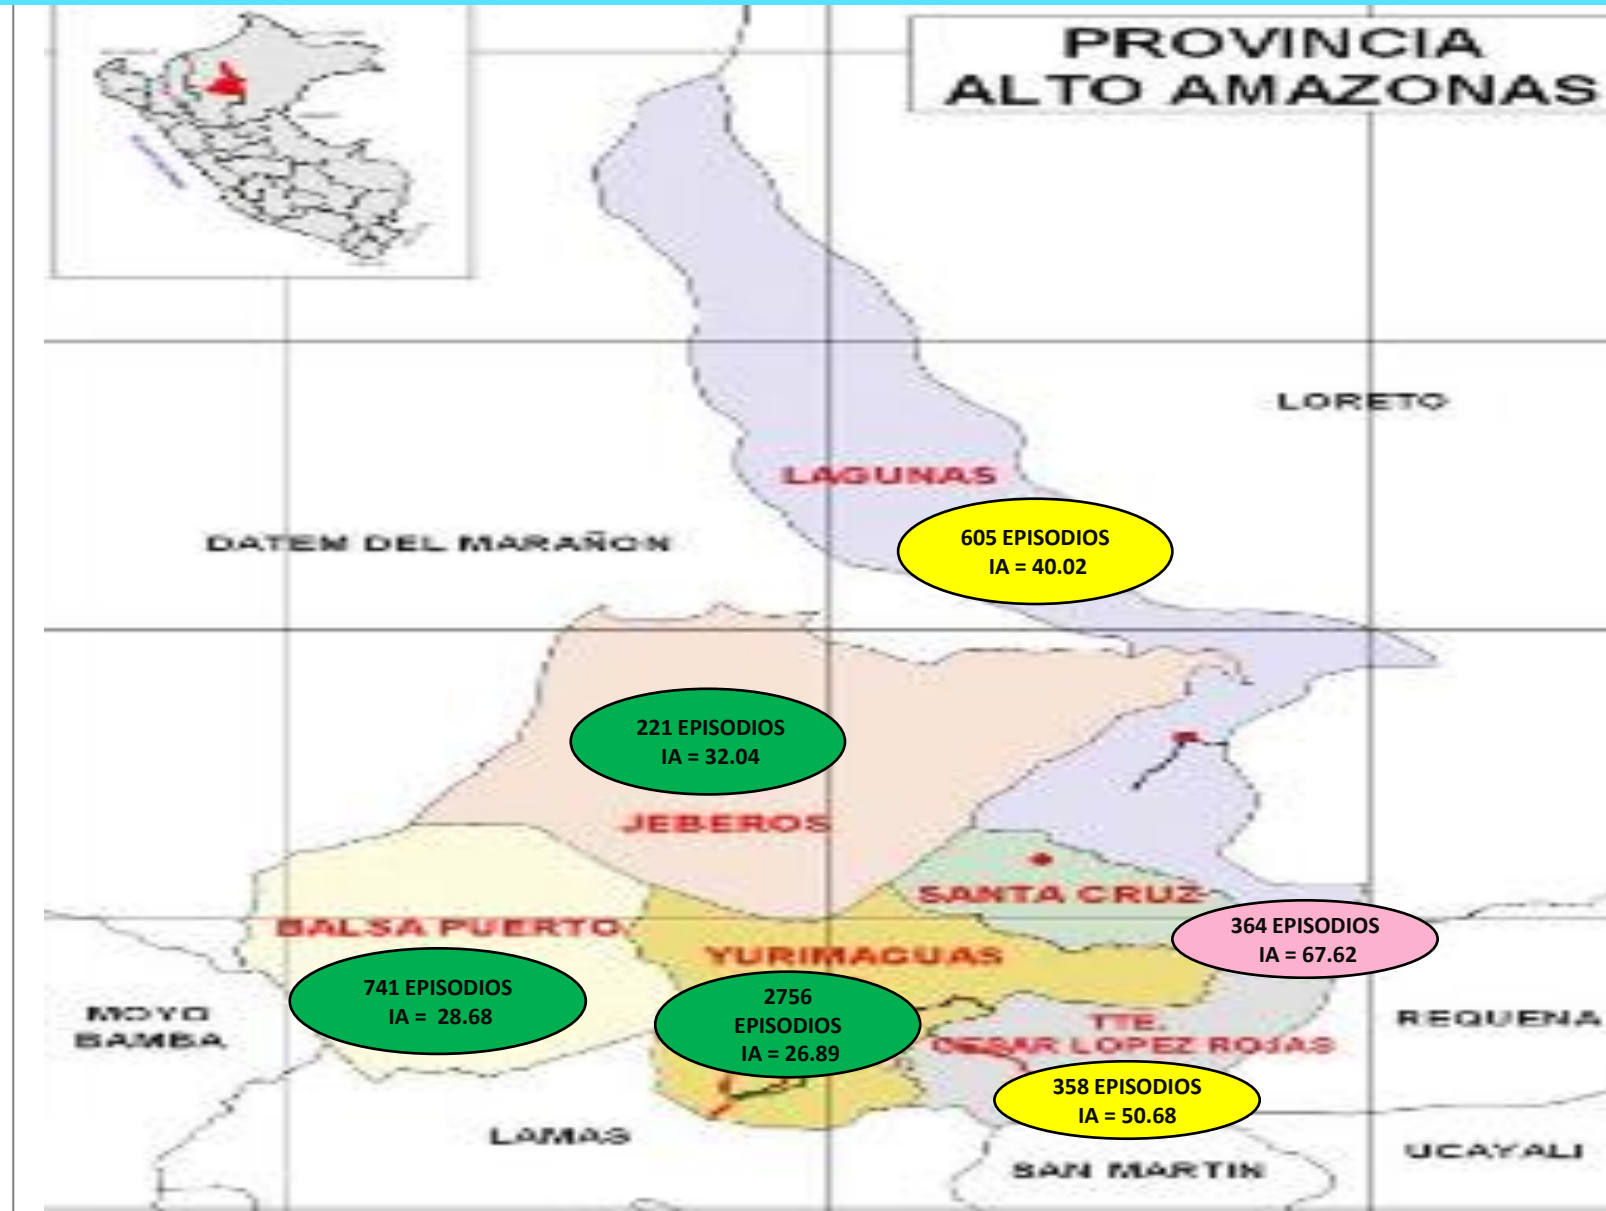 PROVINCIA
ALTO AMAZONAS
LORETO
LAGUNAS
605 EPISODIOS
IA = 40.02
DATEM DEL MARAÑON
221 EPISODIOS
IA = 32.04
JEBEROS
SANTA CRUZ
364 EPISODIOS
IA = 67.62
BALSA PUERTO
YURIMAGUAS
741 EPISODIOS
IA = 28.68
2756
EPISODIOS
IA = 26.89
MOYO
BAMBA
REQUENA
TTE.
CESAR LOPEZ ROJAS
358 EPISODIOS
IA = 50.68
LAMAS
SAN MARTIN
UCAYALI